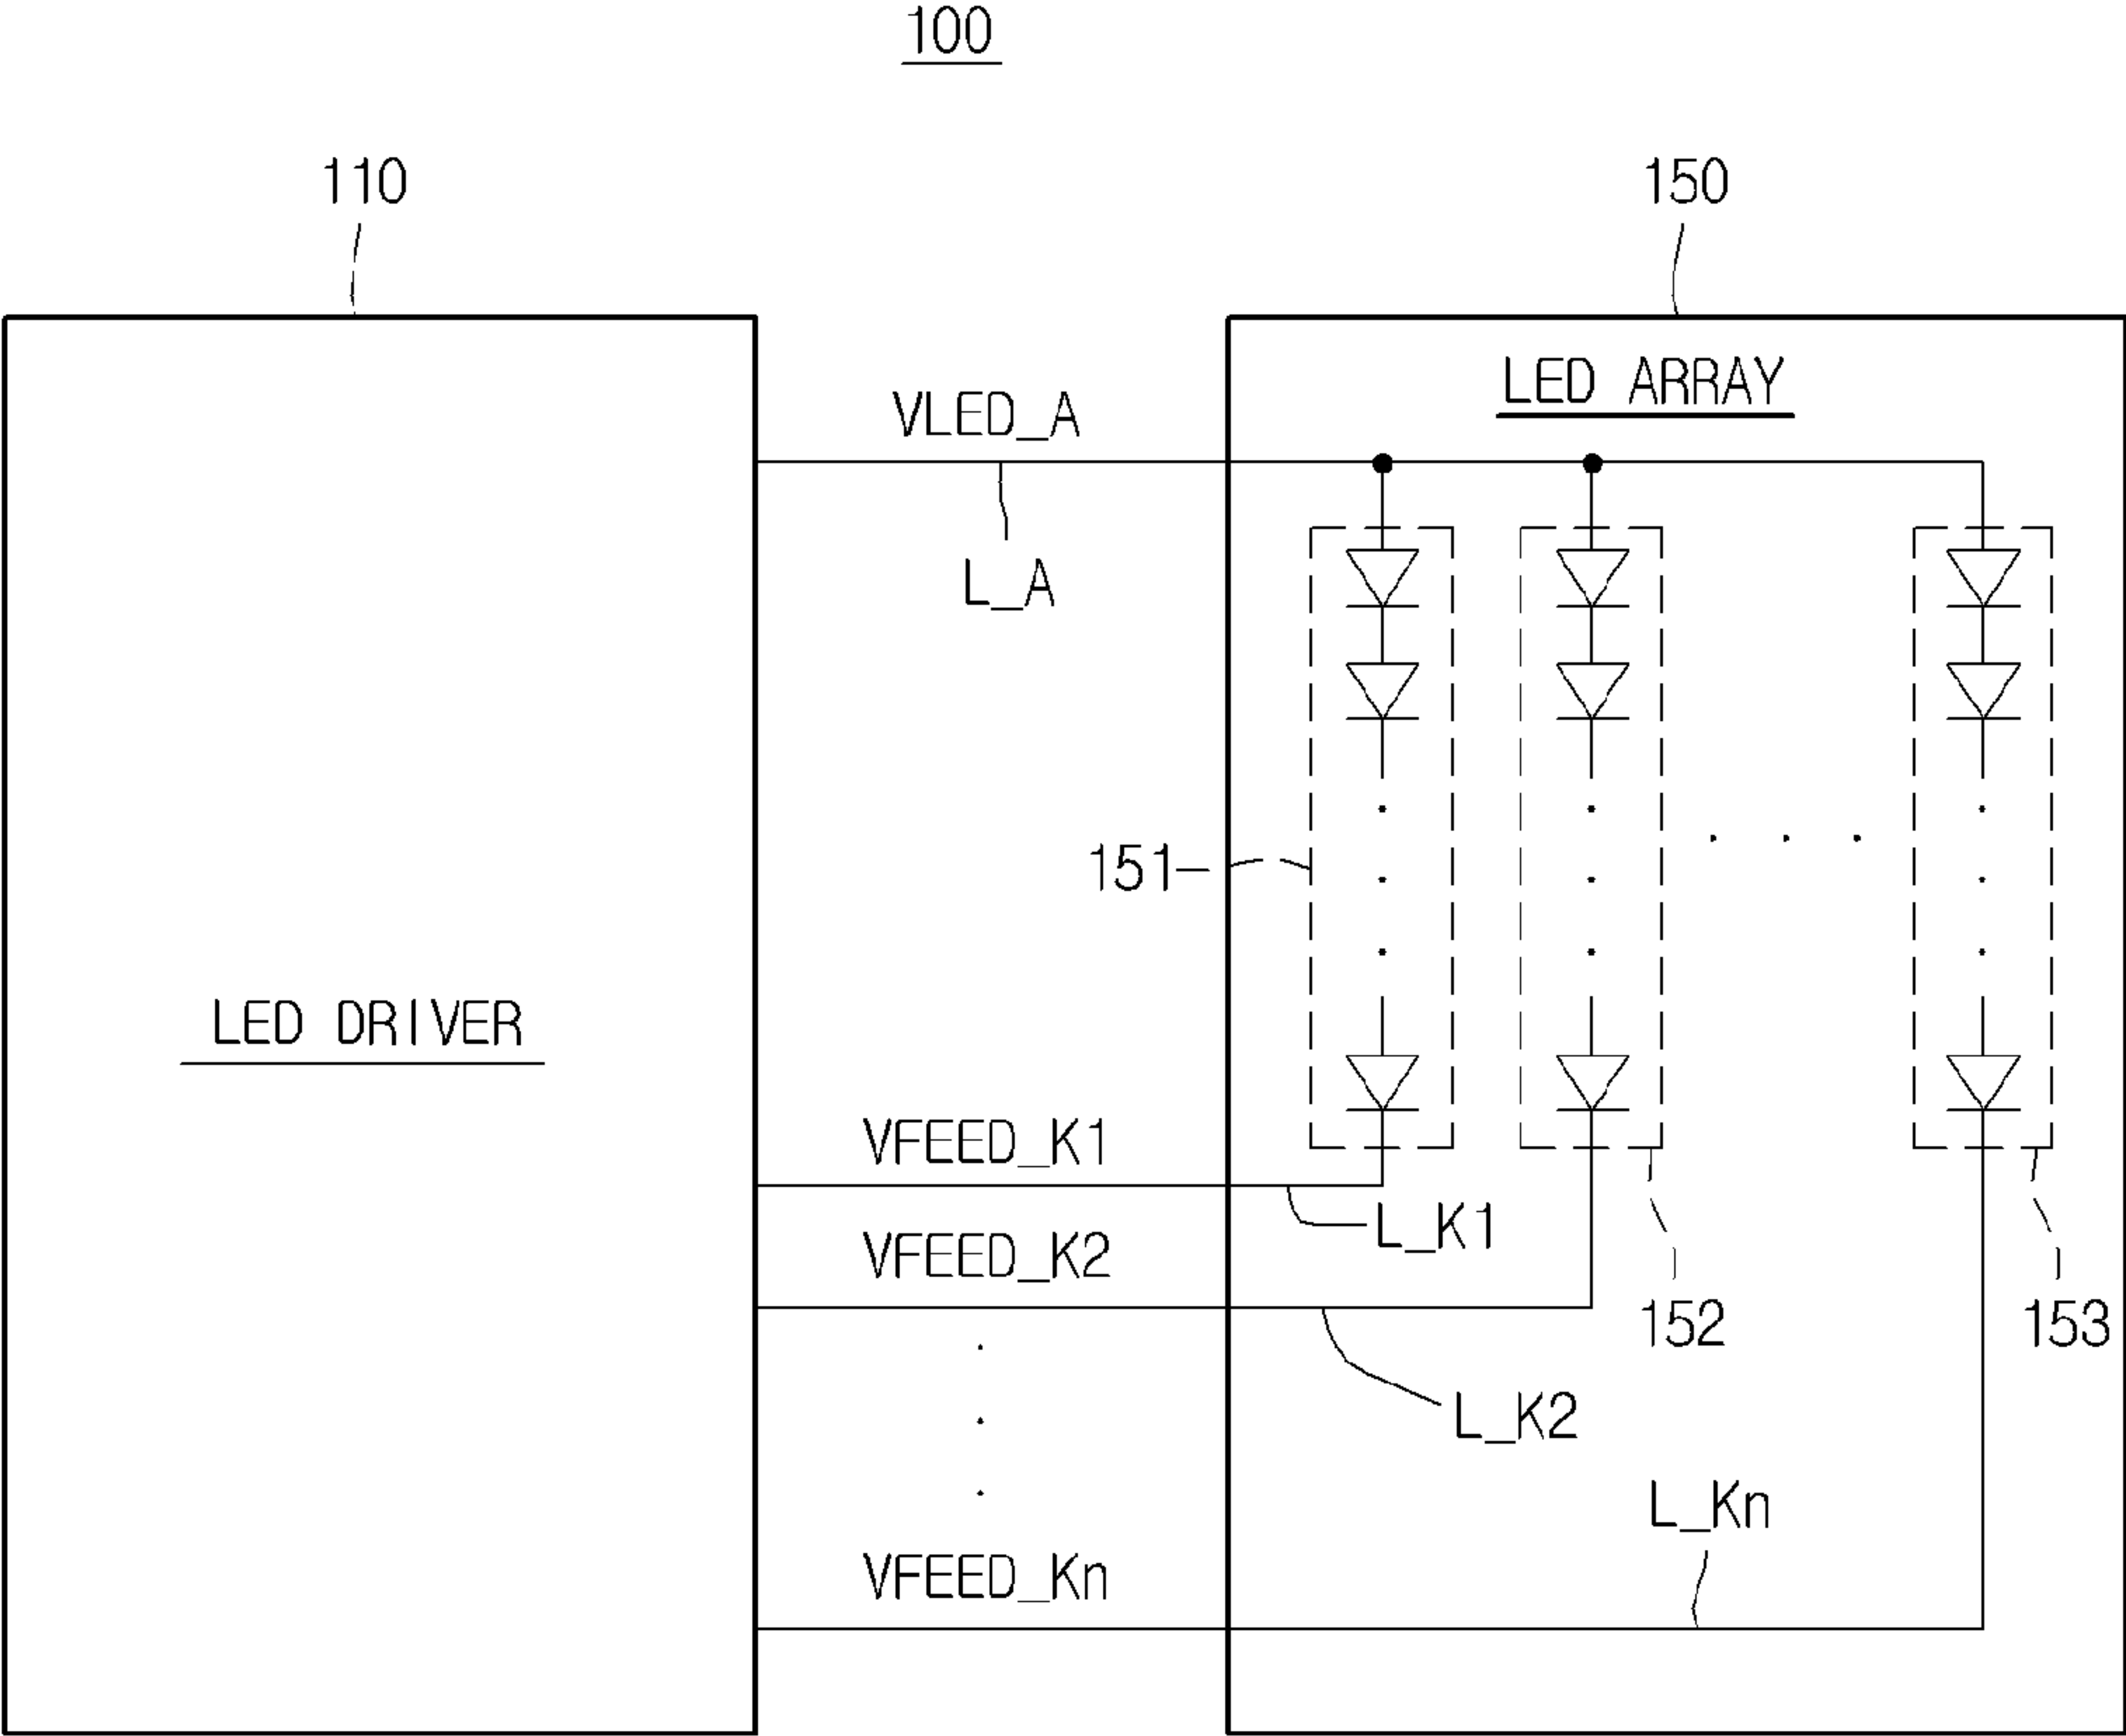 100
110
150
LED ARRAY
VLED_A
L_A
151
LED DRIVER
VFEED_K1
L_K1
VFEED_K2
152
153
L_K2
L_Kn
VFEED_Kn